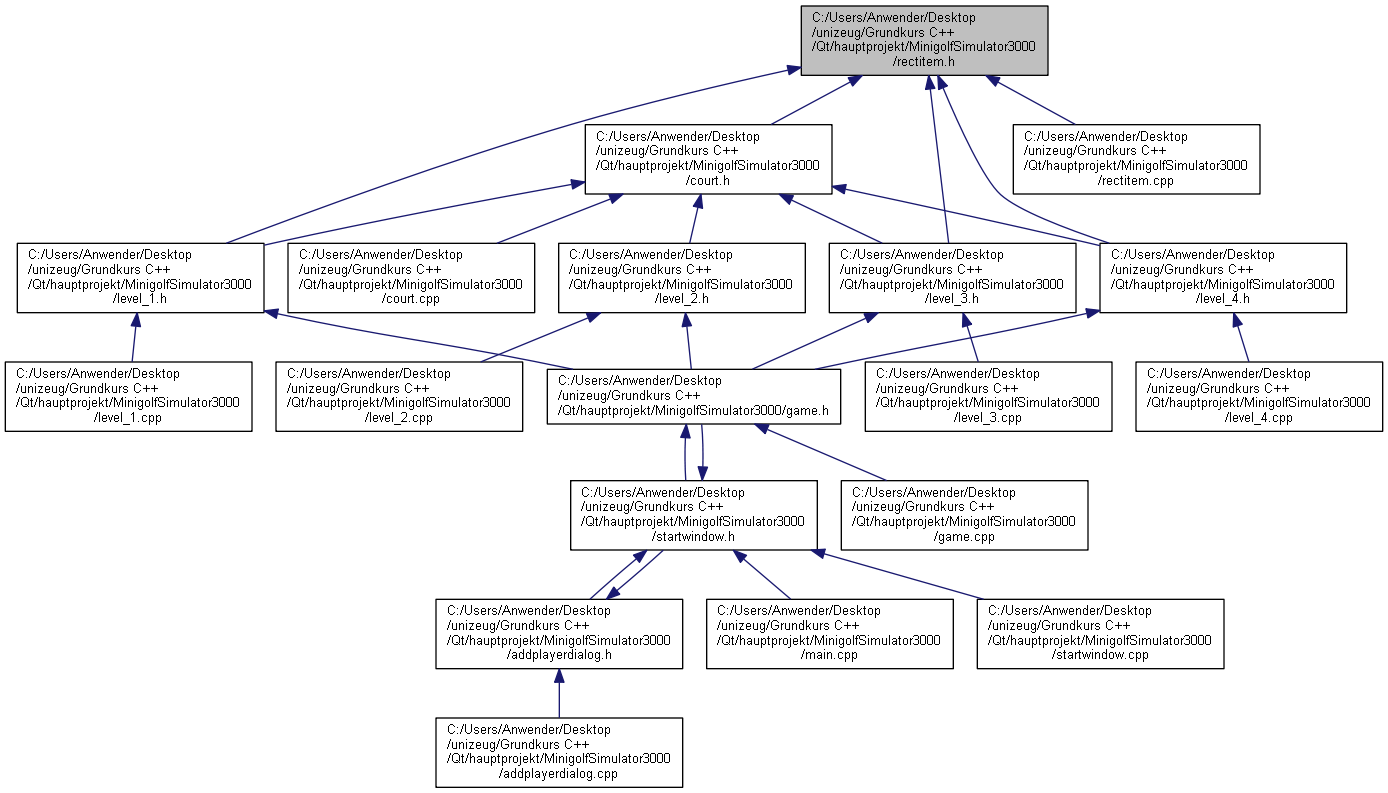 C:/Users/Anwender/Desktop
/unizeug/Grundkurs C++
/Qt/hauptprojekt/MinigolfSimulator3000
/rectitem.h
C:/Users/Anwender/Desktop
/unizeug/Grundkurs C++
/Qt/hauptprojekt/MinigolfSimulator3000
/court.h
C:/Users/Anwender/Desktop
/unizeug/Grundkurs C++
/Qt/hauptprojekt/MinigolfSimulator3000
/rectitem.cpp
C:/Users/Anwender/Desktop
/unizeug/Grundkurs C++
/Qt/hauptprojekt/MinigolfSimulator3000
/level_1.h
C:/Users/Anwender/Desktop
/unizeug/Grundkurs C++
/Qt/hauptprojekt/MinigolfSimulator3000
/court.cpp
C:/Users/Anwender/Desktop
/unizeug/Grundkurs C++
/Qt/hauptprojekt/MinigolfSimulator3000
/level_2.h
C:/Users/Anwender/Desktop
/unizeug/Grundkurs C++
/Qt/hauptprojekt/MinigolfSimulator3000
/level_3.h
C:/Users/Anwender/Desktop
/unizeug/Grundkurs C++
/Qt/hauptprojekt/MinigolfSimulator3000
/level_4.h
C:/Users/Anwender/Desktop
/unizeug/Grundkurs C++
/Qt/hauptprojekt/MinigolfSimulator3000
/level_1.cpp
C:/Users/Anwender/Desktop
/unizeug/Grundkurs C++
/Qt/hauptprojekt/MinigolfSimulator3000
/level_2.cpp
C:/Users/Anwender/Desktop
/unizeug/Grundkurs C++
/Qt/hauptprojekt/MinigolfSimulator3000/game.h
C:/Users/Anwender/Desktop
/unizeug/Grundkurs C++
/Qt/hauptprojekt/MinigolfSimulator3000
/level_3.cpp
C:/Users/Anwender/Desktop
/unizeug/Grundkurs C++
/Qt/hauptprojekt/MinigolfSimulator3000
/level_4.cpp
C:/Users/Anwender/Desktop
/unizeug/Grundkurs C++
/Qt/hauptprojekt/MinigolfSimulator3000
/startwindow.h
C:/Users/Anwender/Desktop
/unizeug/Grundkurs C++
/Qt/hauptprojekt/MinigolfSimulator3000
/game.cpp
C:/Users/Anwender/Desktop
/unizeug/Grundkurs C++
/Qt/hauptprojekt/MinigolfSimulator3000
/addplayerdialog.h
C:/Users/Anwender/Desktop
/unizeug/Grundkurs C++
/Qt/hauptprojekt/MinigolfSimulator3000
/main.cpp
C:/Users/Anwender/Desktop
/unizeug/Grundkurs C++
/Qt/hauptprojekt/MinigolfSimulator3000
/startwindow.cpp
C:/Users/Anwender/Desktop
/unizeug/Grundkurs C++
/Qt/hauptprojekt/MinigolfSimulator3000
/addplayerdialog.cpp